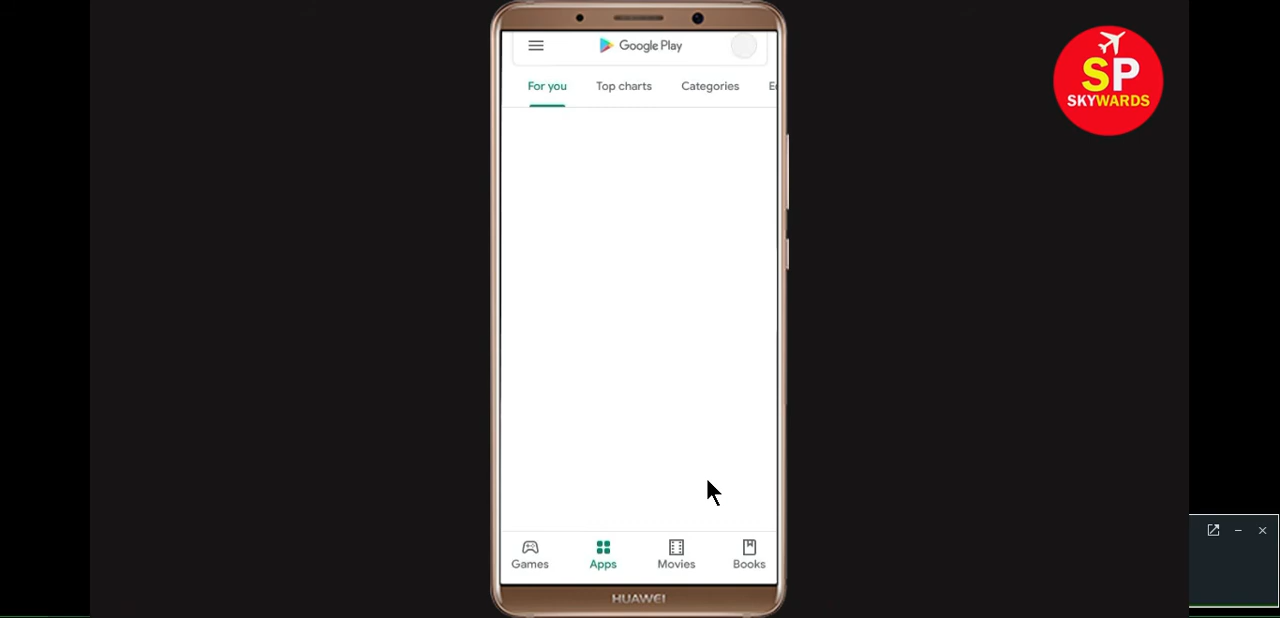 Google Play
For you Top charts Categories
Games Apps Movies Books
HUAWEI
SP
SKYWARDS